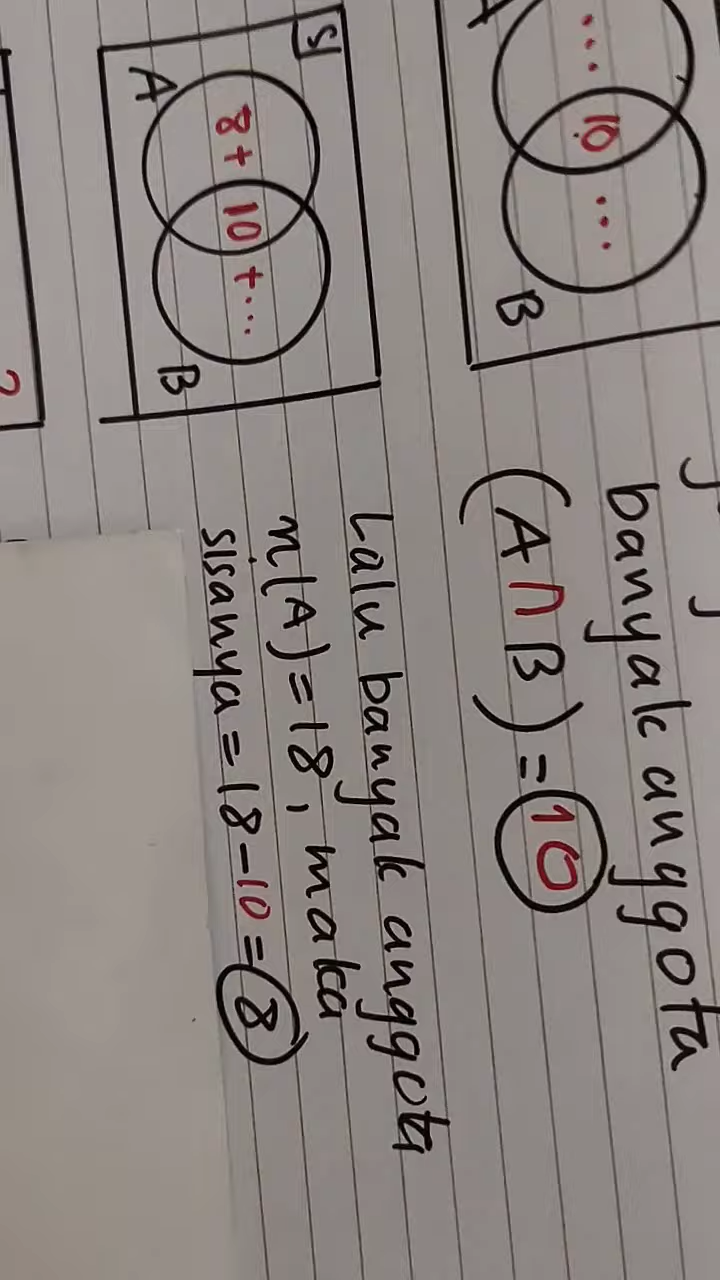 A
...
10
...
B
banyak anggota
(A∩B) = 10
S
A
8 + 10 + ...
B
Lalu banyak anggota
n(A) = 18, maka
sisanya = 18 - 10 = 8